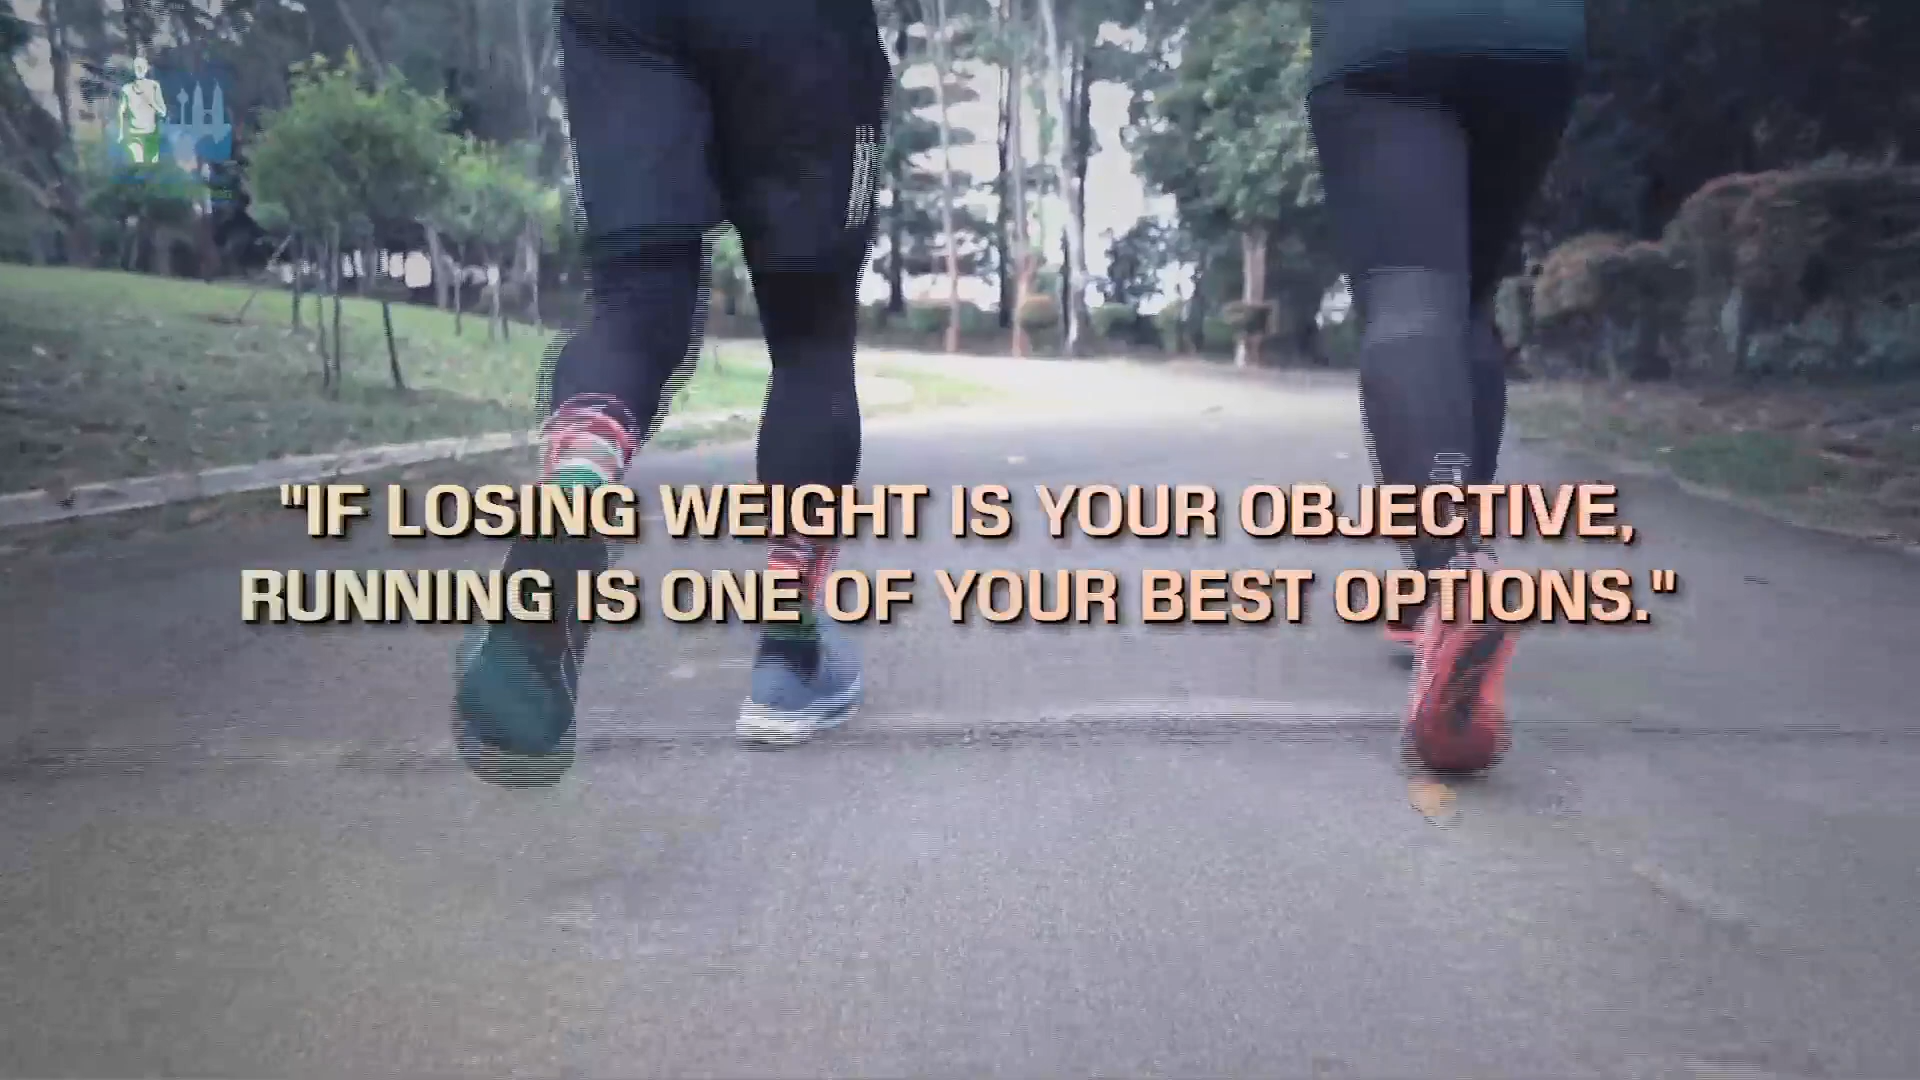 "IF LOSING WEIGHT IS YOUR OBJECTIVE,
RUNNING IS ONE OF YOUR BEST OPTIONS."